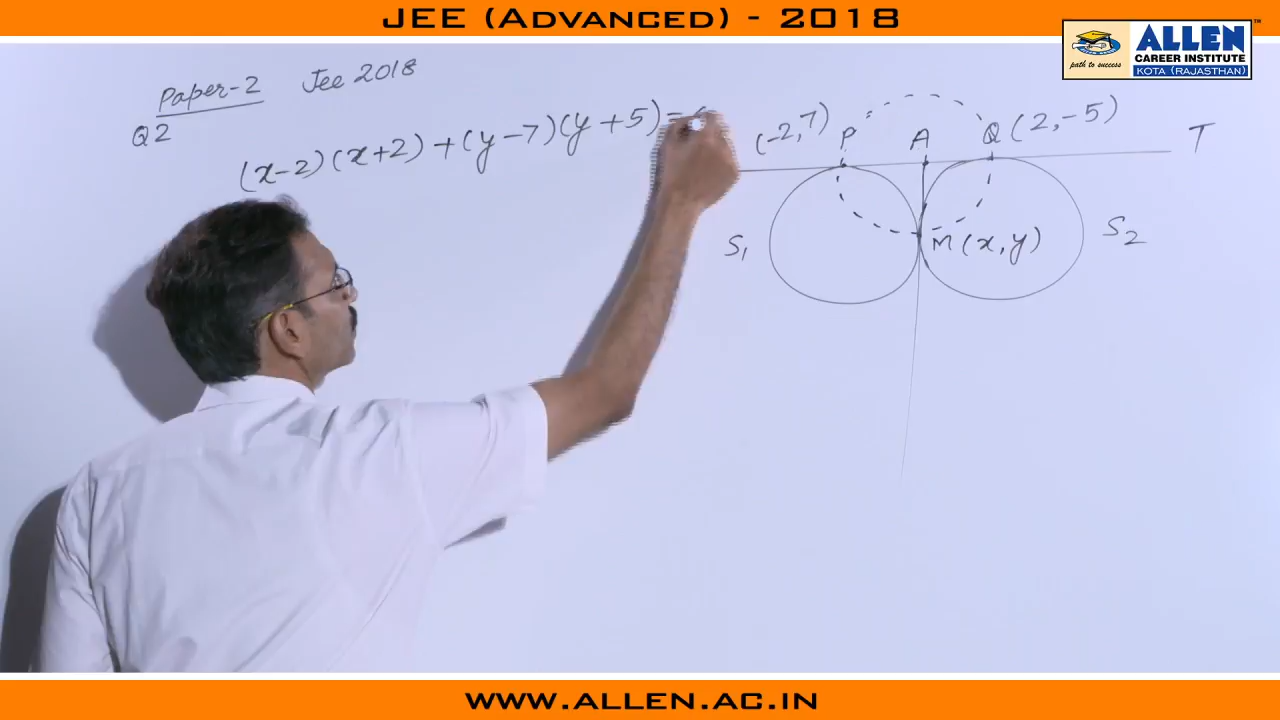 JEE (ADVANCED) - 2018
ALLEN
CAREER INSTITUTE
path to success
KOTA (RAJASTHAN)
TM
Paper-2 Jee 2018
Q2
(x-2)(x+2)+(y-7)(y+5)=
(-2,7) P A Q(2,-5) T
S1 M(x,y) S2
WWW.ALLEN.AC.IN